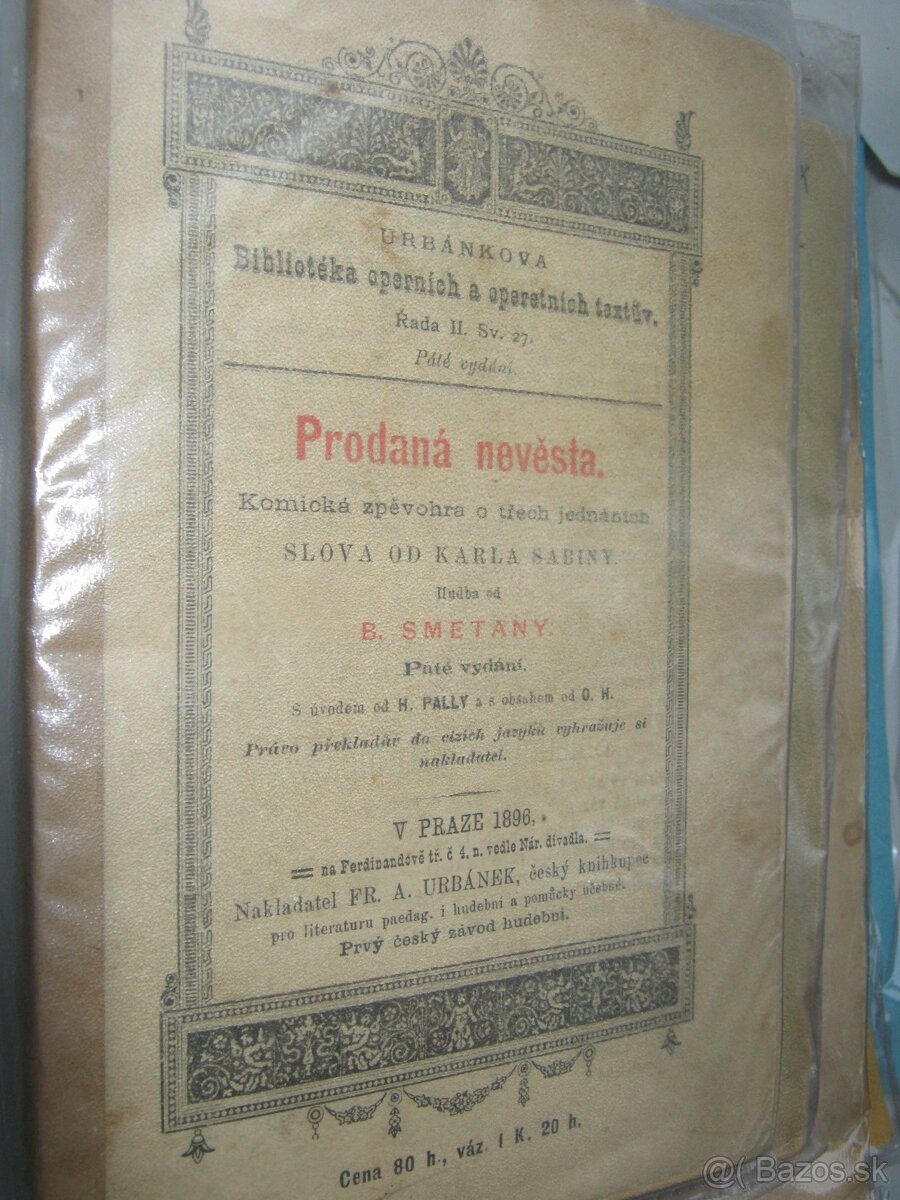 URBÁNKOVA
Bibliotéka operních a operetních textův.
Řada II. Sv. 27.
Páté vydání.
Prodaná nevěsta.
Komická zpěvohra o třech jednáních
SLOVA OD KARLA SABINY.
Hudba od
B. SMETANY.
Páté vydání.
S úvodem od H. PALLY a s obsahem od O. H.
Právo překladův do cizích jazyků vyhražuje si
nakladatel.
V PRAZE 1896,
na Ferdinandově tř. č 4. n. vedle Nár. divadla.
Nakladatel FR. A. URBÁNEK, český knihkupec
pro literaturu paedag. i hudební a pomůcky učebné.
Prvý český závod hudební.
Cena 80 h., váz. 1 K. 20 h.
@( Bazos.sk